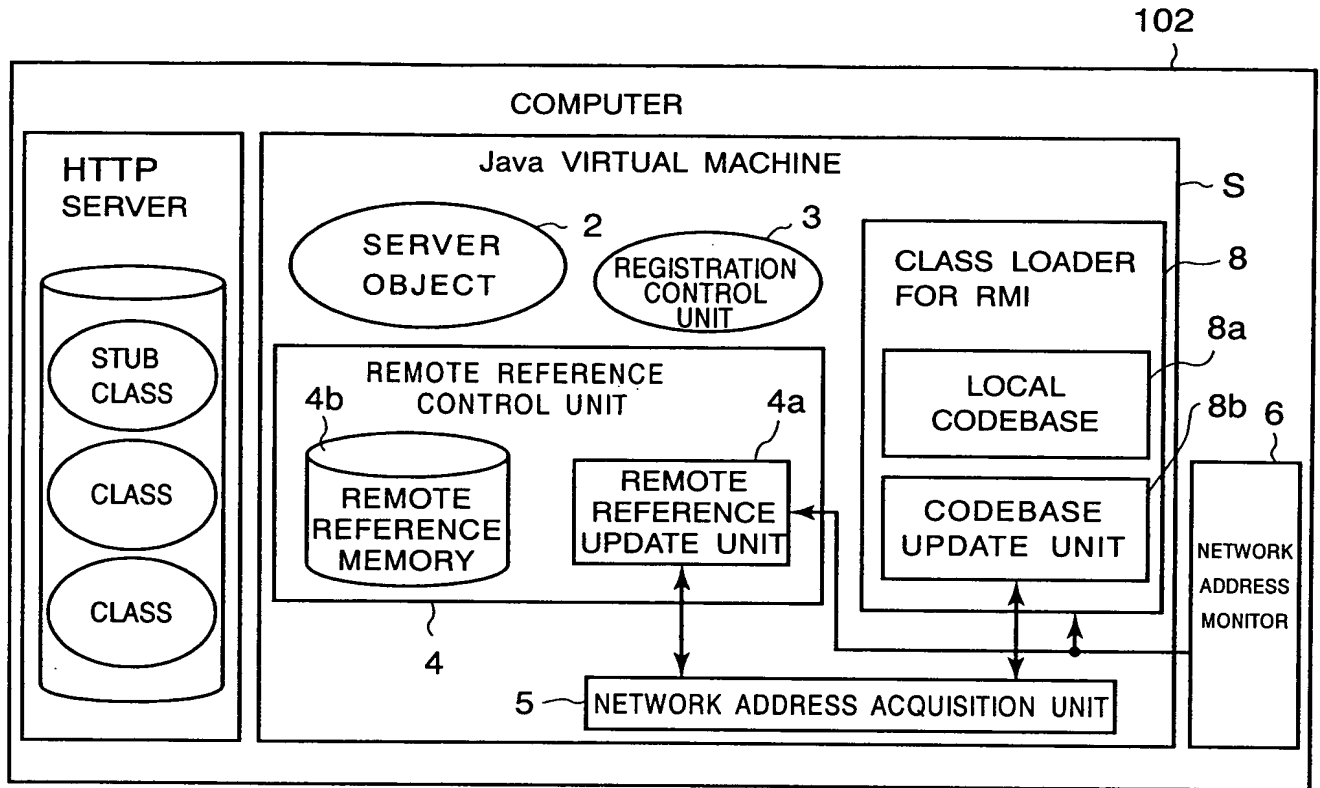 102
COMPUTER
HTTP
SERVER
STUB
CLASS
CLASS
CLASS
Java VIRTUAL MACHINE
S
SERVER
OBJECT
2
REGISTRATION
CONTROL
UNIT
3
CLASS LOADER
FOR RMI
8
LOCAL
CODEBASE
8a
CODEBASE
UPDATE UNIT
8b
REMOTE REFERENCE
CONTROL UNIT
4b
REMOTE
REFERENCE
MEMORY
4a
REMOTE
REFERENCE
UPDATE UNIT
4
5
NETWORK ADDRESS ACQUISITION UNIT
6
NETWORK
ADDRESS
MONITOR